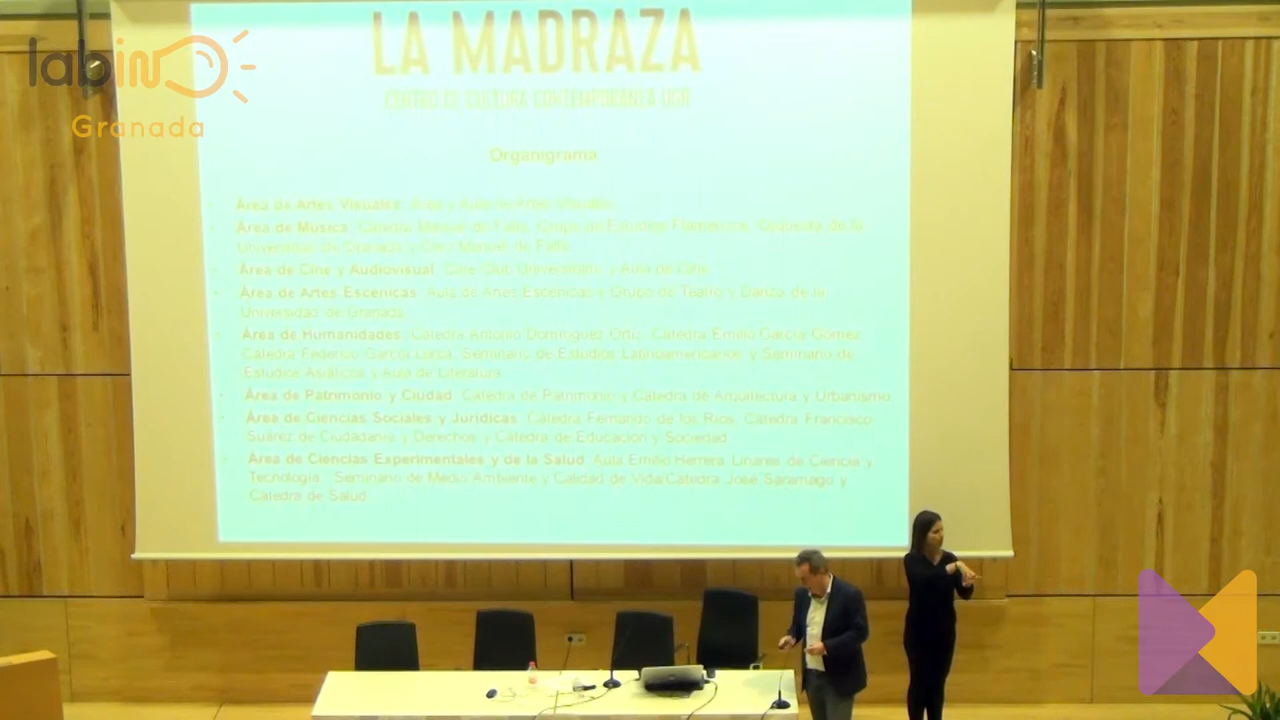 labin
Granada
LA MADRAZA
CENTRO DE CULTURA CONTEMPORÁNEA UGR
Organigrama
Área de Artes Visuales: Aula de Artes Visuales
Área de Música: Cátedra Manuel de Falla, Grupo de Estudios Flamencos, Orquesta de la
Universidad de Granada y Coro Manuel de Falla
Área de Cine y Audiovisual: Cine Club Universitario y Aula de Cine
Área de Artes Escénicas: Aula de Artes Escénicas y Grupo de Teatro y Danza de la
Universidad de Granada
Área de Humanidades: Cátedra Antonio Domínguez Ortiz, Cátedra Emilio García Gómez,
Cátedra Federico García Lorca, Seminario de Estudios Latinoamericanos y Seminario de
Estudios Asiáticos y Aula de Literatura
Área de Patrimonio y Ciudad: Cátedra de Patrimonio y Cátedra de Arquitectura y Urbanismo
Área de Ciencias Sociales y Jurídicas: Cátedra Fernando de los Ríos, Cátedra Francisco
Suárez de Ciudadanía y Derechos y Cátedra de Educación y Sociedad
Área de Ciencias Experimentales y de la Salud: Aula Emilio Herrera Linares de Ciencia y
Tecnología, Seminario de Medio Ambiente y Calidad de Vida/Cátedra José Saramago y
Cátedra de Salud